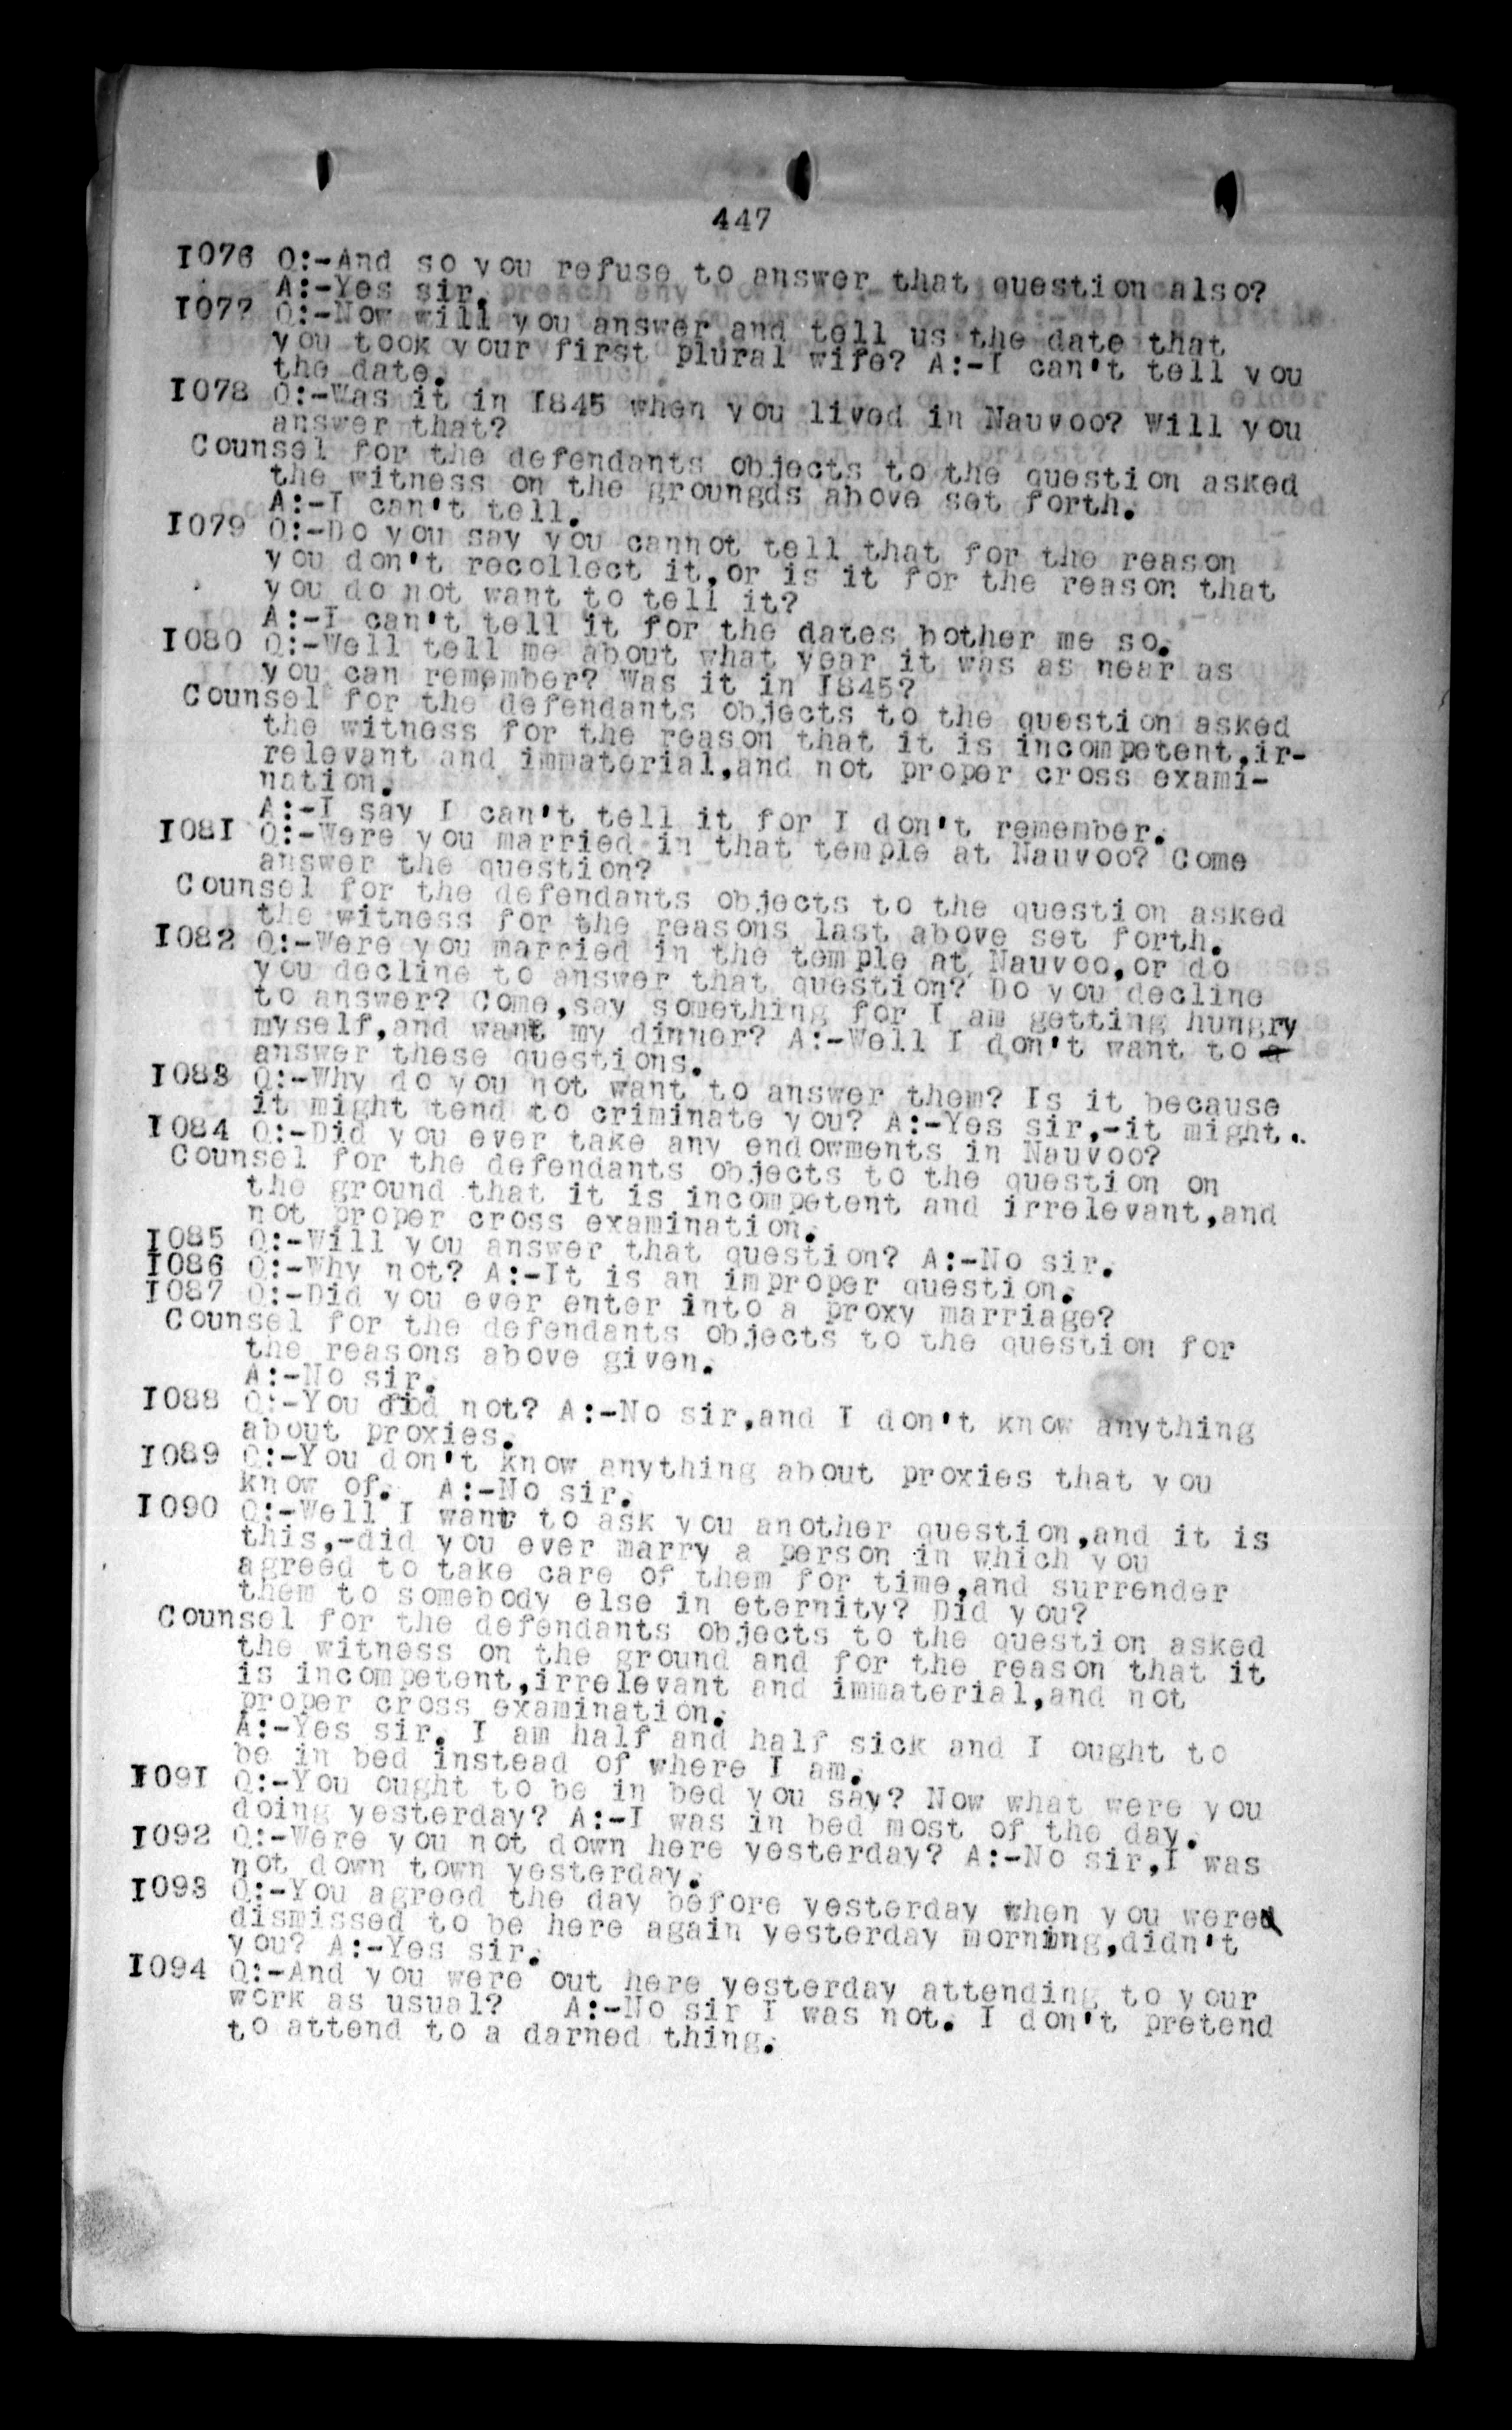 447
I076 Q:-And so you refuse to answer that question also?
A:-Yes sir.
I077 Q:-Now will you answer and tell us the date that
you took your first plural wife? A:-I can't tell you
the date.
I078 Q:-Was it in I845 when you lived in Nauvoo? Will you
answer that?
Counsel for the defendants objects to the question asked
the witness on the groungds above set forth.
A:-I can't tell.
I079 Q:-Do you say you cannot tell that for the reason
you don't recollect it,or is it for the reason that
you do not want to tell it?
A:-I can't tell it for the dates bother me so.
I080 Q:-Well tell me about what year it was as near as
you can remember? Was it in I845?
Counsel for the defendants objects to the question asked
the witness for the reason that it is incompetent,ir-
relevant and immaterial,and not proper cross exami-
nation.
A:-I say I can't tell it for I don't remember.
I08I Q:-Were you married in that temple at Nauvoo? Come
answer the question?
Counsel for the defendants objects to the question asked
the witness for the reasons last above set forth.
I082 Q:-Were you married in the temple at Nauvoo,or do
you decline to answer that question? Do you decline
to answer? Come,say something for I am getting hungry
myself,and want my dinner? A:-Well I don't want to a
answer these questions.
I083 Q:-Why do you not want to answer them? Is it because
it might tend to criminate you? A:-Yes sir,-it might..
I084 Q:-Did you ever take any endowments in Nauvoo?
Counsel for the defendants objects to the question on
the ground that it is incompetent and irrelevant,and
not proper cross examination.
I085 Q:-Will you answer that question? A:-No sir.
I086 Q:-Why not? A:-It is an improper question.
I087 Q:-Did you ever enter into a proxy marriage?
Counsel for the defendants objects to the question for
the reasons above given.
A:-No sir.
I088 Q:-You did not? A:-No sir,and I don't know anything
about proxies.
I089 Q:-You don't know anything about proxies that you
know of. A:-No sir.
I090 Q:-Well I want to ask you another question,and it is
this,-did you ever marry a person in which you
agreed to take care of them for time,and surrender
them to somebody else in eternity? Did you?
Counsel for the defendants objects to the question asked
the witness on the ground and for the reason that it
is incompetent,irrelevant and immaterial,and not
proper cross examination.
A:-Yes sir. I am half and half sick and I ought to
be in bed instead of where I am.
I09I Q:-You ought to be in bed you say? Now what were you
doing yesterday? A:-I was in bed most of the day.
I092 Q:-Were you not down here yesterday? A:-No sir,I was
not down town yesterday.
I093 Q:-You agreed the day before yesterday when you were
dismissed to be here again yesterday morning,didn't
you? A:-Yes sir.
I094 Q:-And you were out here yesterday attending to your
work as usual? A:-No sir I was not. I don't pretend
to attend to a darned thing.